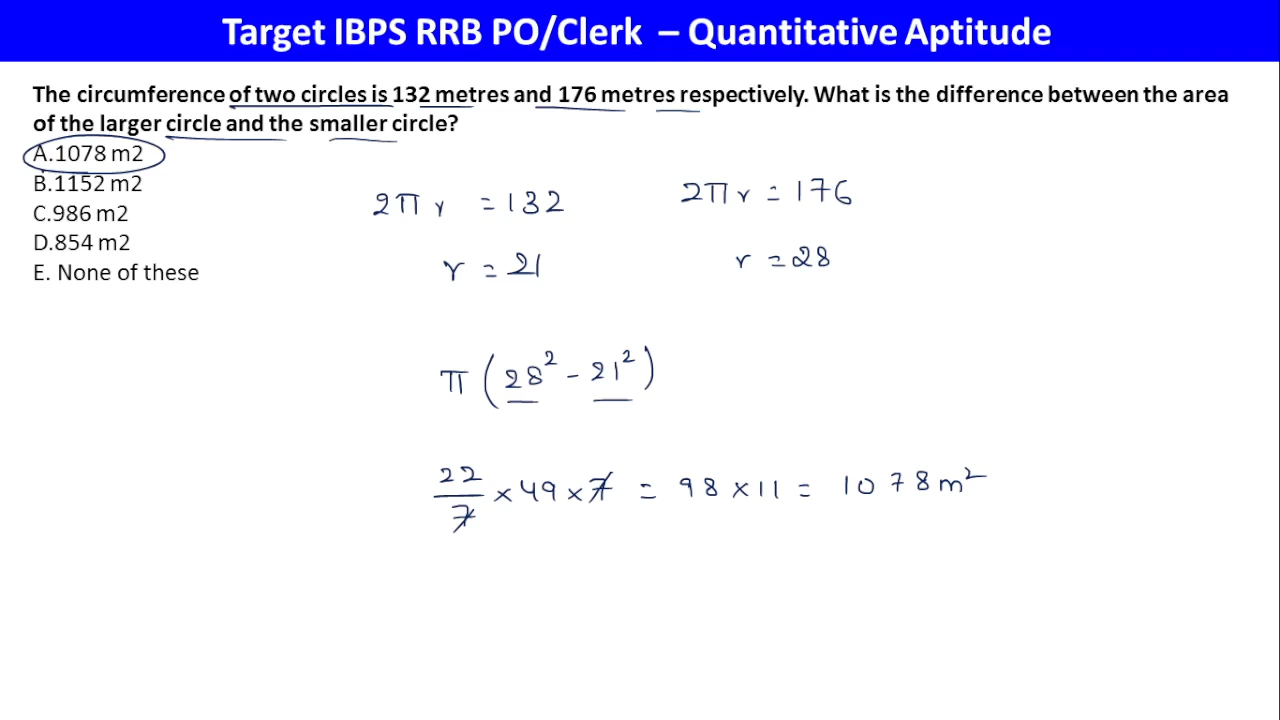 Target IBPS RRB PO/Clerk – Quantitative Aptitude
The circumference of two circles is 132 metres and 176 metres respectively. What is the difference between the area
of the larger circle and the smaller circle?
A.1078 m2
B.1152 m2
C.986 m2
D.854 m2
E. None of these
2π r = 132
2π r = 176
r = 21
r = 28
π (28² - 21²)
22/7 × 49 × 7 = 98 × 11 = 1078 m²